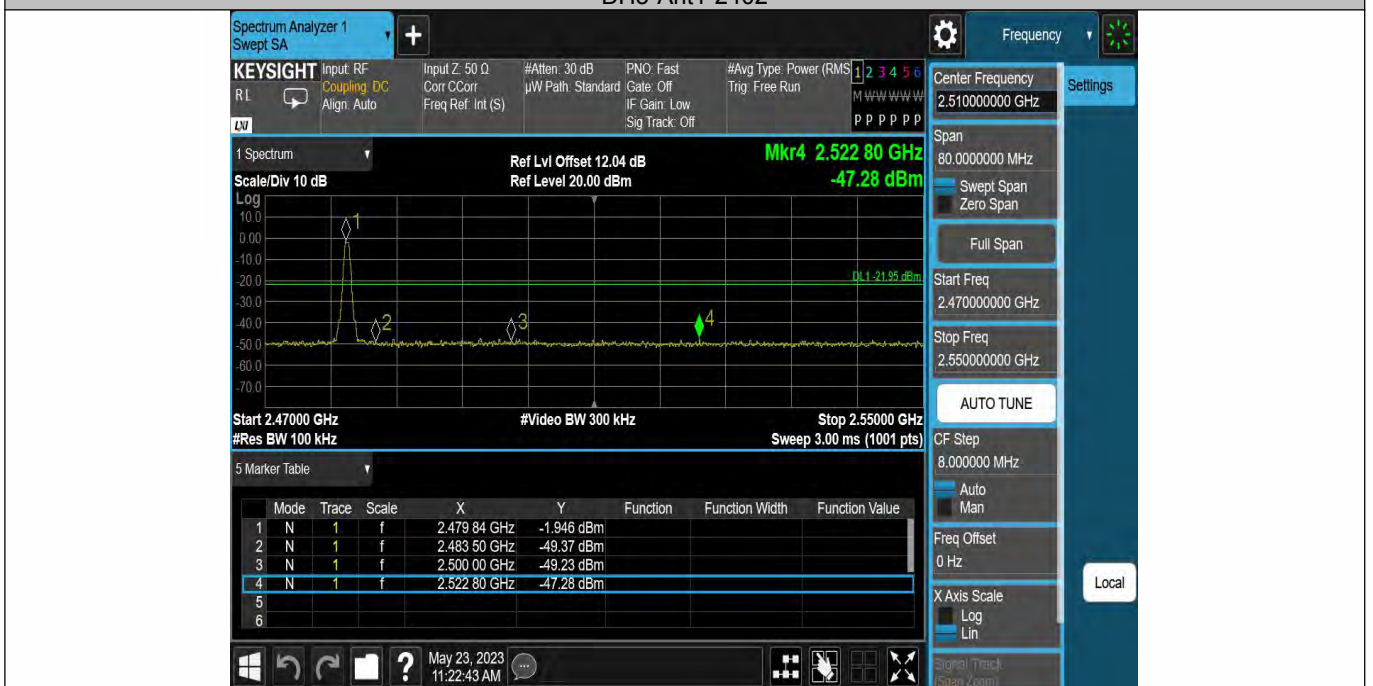 Spectrum Analyzer 1
Swept SA
+
Frequency
KEYSIGHT
RL
LXI
Input: RF
Coupling: DC
Align: Auto
Input Z: 50 Ω
Corr CCorr
Freq Ref: Int (S)
#Atten: 30 dB
µW Path: Standard
PNO: Fast
Gate: Off
IF Gain: Low
Sig Track: Off
#Avg Type: Power (RMS
Trig: Free Run
1 2 3 4 5 6
M W W W W W
P P P P P P
Center Frequency
2.510000000 GHz
Settings
1 Spectrum
Ref Lvl Offset 12.04 dB
Mkr4 2.522 80 GHz
Scale/Div 10 dB
Ref Level 20.00 dBm
-47.28 dBm
Log
10.0
0.00
-10.0
-20.0
-30.0
-40.0
-50.0
-60.0
-70.0
1
2
3
4
DL1 -21.95 dBm
Start 2.47000 GHz
#Video BW 300 kHz
Stop 2.55000 GHz
#Res BW 100 kHz
Sweep 3.00 ms (1001 pts)
Span
80.0000000 MHz
Swept Span
Zero Span
Full Span
Start Freq
2.470000000 GHz
Stop Freq
2.550000000 GHz
AUTO TUNE
CF Step
8.000000 MHz
Auto
Man
Freq Offset
0 Hz
X Axis Scale
Log
Lin
Signal Track
(Span Zoom)
Local
5 Marker Table
Mode Trace Scale X Y Function Function Width Function Value
1 N 1 f 2.479 84 GHz -1.946 dBm
2 N 1 f 2.483 50 GHz -49.37 dBm
3 N 1 f 2.500 00 GHz -49.23 dBm
4 N 1 f 2.522 80 GHz -47.28 dBm
5
6
?
May 23, 2023
11:22:43 AM